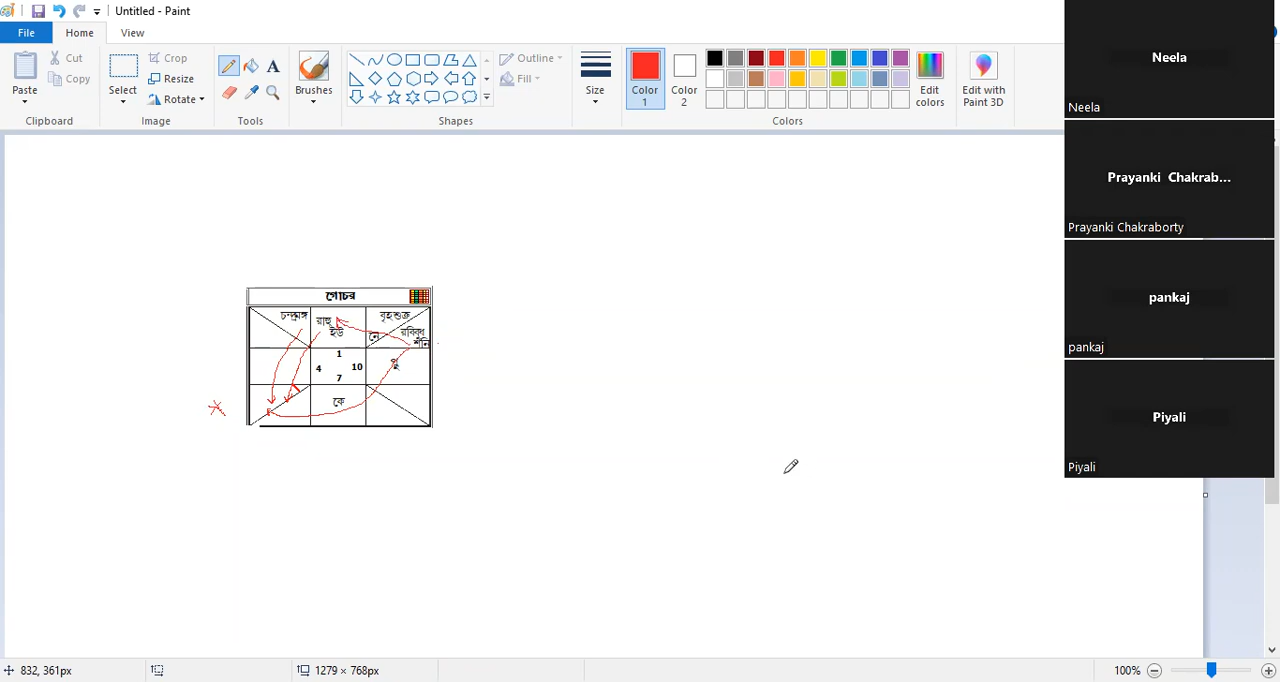 Untitled - Paint
File Home View
Paste
Cut
Copy
Clipboard
Select
Crop
Resize
Rotate
Image
A
Tools
Brushes
Shapes
Outline
Fill
Size
Color 1
Color 2
Edit colors
Edit with Paint 3D
Colors
Neela
Neela
Prayanki Chakrab...
Prayanki Chakraborty
pankaj
pankaj
Piyali
Piyali
গোচর
চন্দ্রমঙ্গ রাহু বৃহশুক্র
ইউ নে রবিবুধ
শনি
1
4 10
7
কে
832, 361px
1279 × 768px
100%